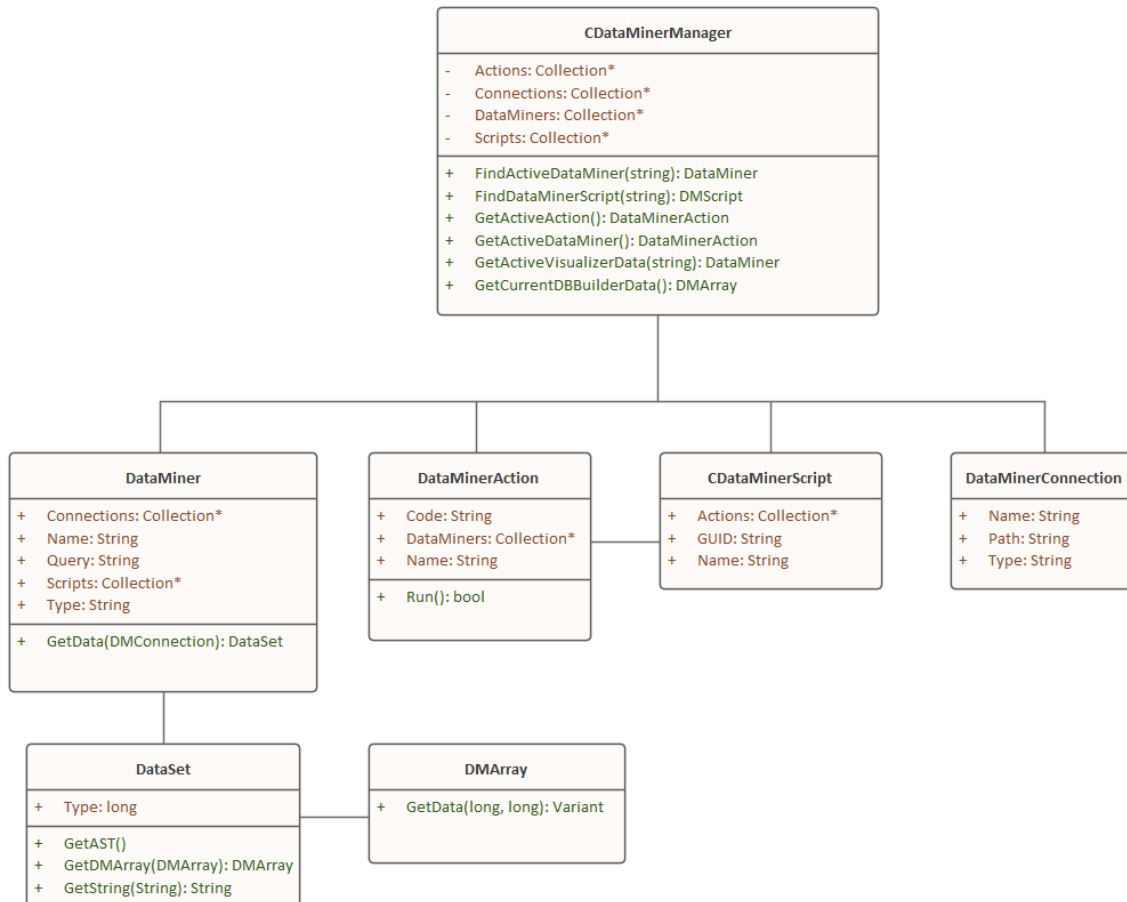 CDataMinerManager
- Actions: Collection*
- Connections: Collection*
- DataMiners: Collection*
- Scripts: Collection*
+ FindActiveDataMiner(string): DataMiner
+ FindDataMinerScript(string): DMScript
+ GetActiveAction(): DataMinerAction
+ GetActiveDataMiner(): DataMinerAction
+ GetActiveVisualizerData(string): DataMiner
+ GetCurrentDBBuilderData(): DMArray
DataMiner
+ Connections: Collection*
+ Name: String
+ Query: String
+ Scripts: Collection*
+ Type: String
+ GetData(DMConnection): DataSet
DataMinerAction
+ Code: String
+ DataMiners: Collection*
+ Name: String
+ Run(): bool
CDataMinerScript
+ Actions: Collection*
+ GUID: String
+ Name: String
DataMinerConnection
+ Name: String
+ Path: String
+ Type: String
DataSet
+ Type: long
+ GetAST()
+ GetDMArray(DMArray): DMArray
+ GetString(String): String
DMArray
+ GetData(long, long): Variant